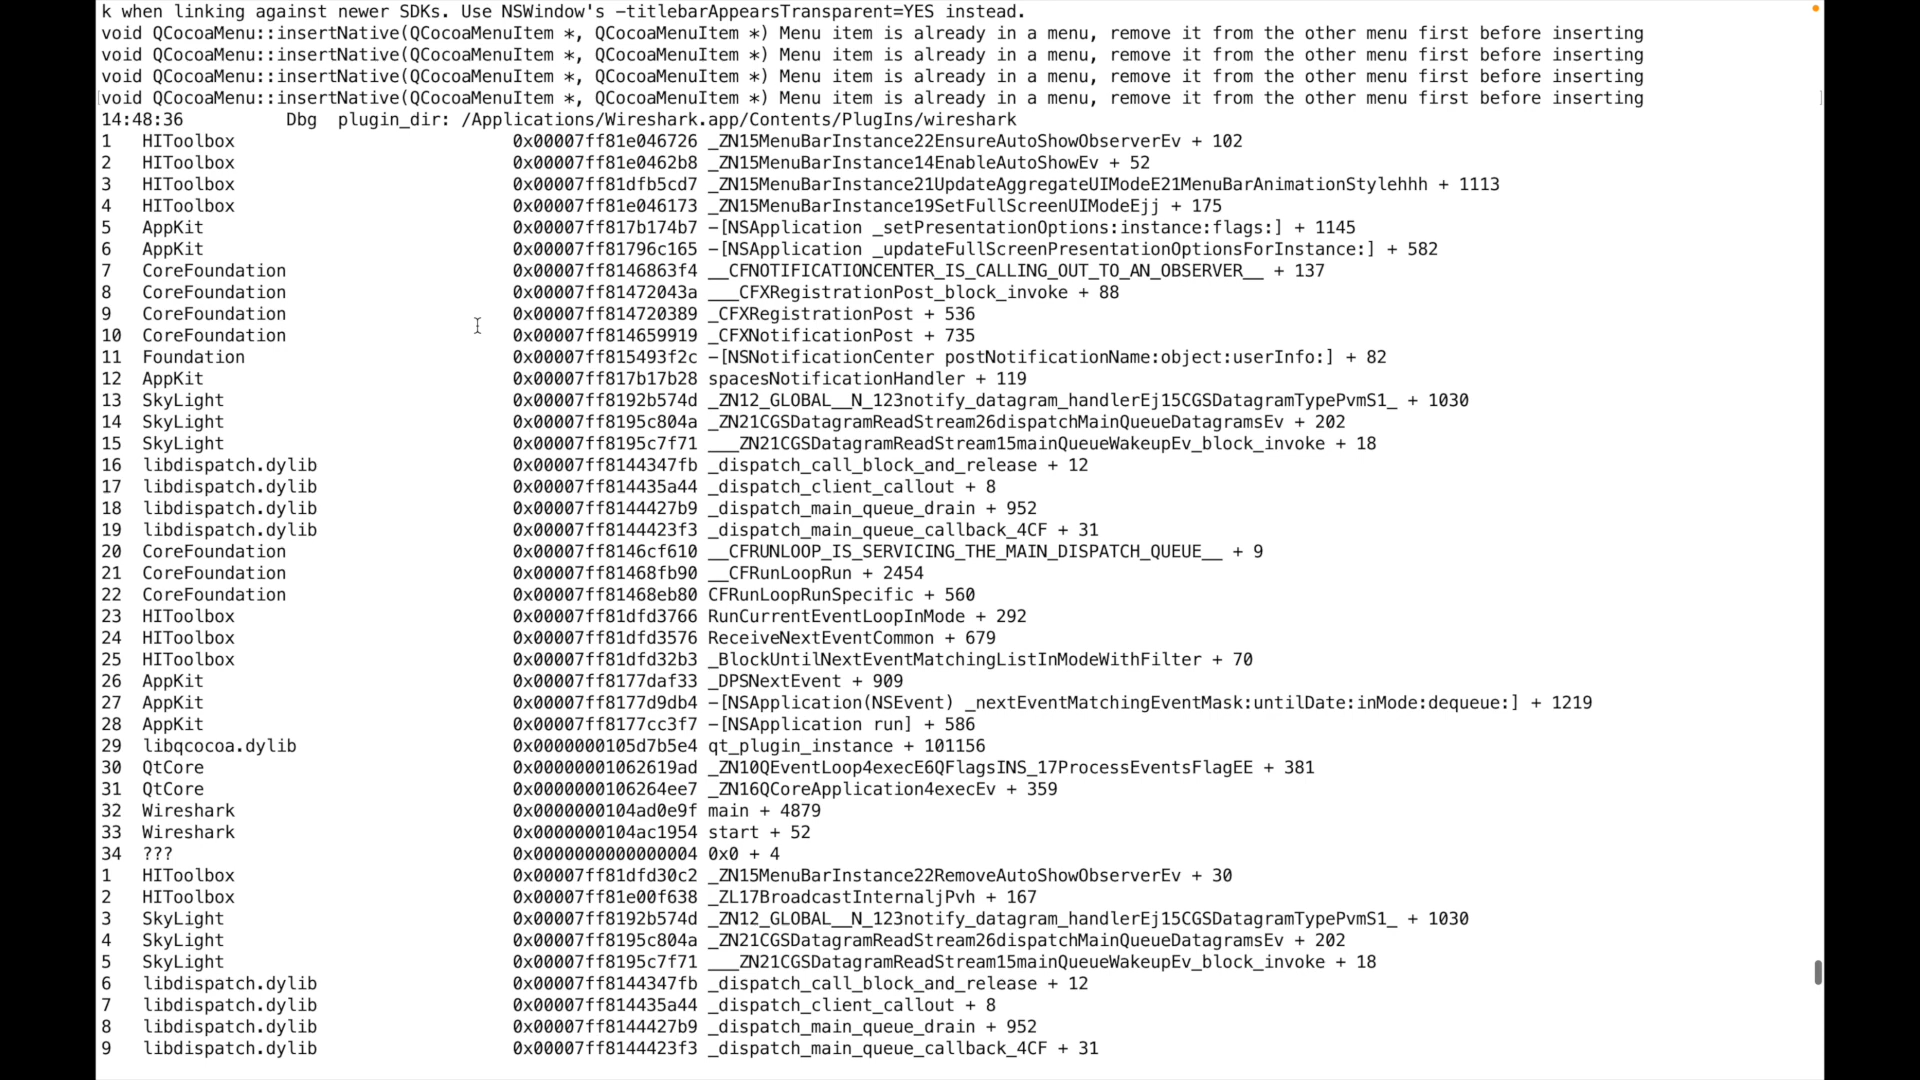 k when linking against newer SDKs. Use NSWindow's -titlebarAppearsTransparent=YES instead.
void QCocoaMenu::insertNative(QCocoaMenuItem *, QCocoaMenuItem *) Menu item is already in a menu, remove it from the other menu first before inserting
void QCocoaMenu::insertNative(QCocoaMenuItem *, QCocoaMenuItem *) Menu item is already in a menu, remove it from the other menu first before inserting
void QCocoaMenu::insertNative(QCocoaMenuItem *, QCocoaMenuItem *) Menu item is already in a menu, remove it from the other menu first before inserting
void QCocoaMenu::insertNative(QCocoaMenuItem *, QCocoaMenuItem *) Menu item is already in a menu, remove it from the other menu first before inserting
14:48:36 Dbg plugin_dir: /Applications/Wireshark.app/Contents/PlugIns/wireshark
1 HIToolbox 0x00007ff81e046726 _ZN15MenuBarInstance22EnsureAutoShowObserverEv + 102
2 HIToolbox 0x00007ff81e0462b8 _ZN15MenuBarInstance14EnableAutoShowEv + 52
3 HIToolbox 0x00007ff81dfb5cd7 _ZN15MenuBarInstance21UpdateAggregateUIModeE21MenuBarAnimationStylehhh + 1113
4 HIToolbox 0x00007ff81e046173 _ZN15MenuBarInstance19SetFullScreenUIModeEjj + 175
5 AppKit 0x00007ff817b174b7 -[NSApplication _setPresentationOptions:instance:flags:] + 1145
6 AppKit 0x00007ff81796c165 -[NSApplication _updateFullScreenPresentationOptionsForInstance:] + 582
7 CoreFoundation 0x00007ff8146863f4 __CFNOTIFICATIONCENTER_IS_CALLING_OUT_TO_AN_OBSERVER__ + 137
8 CoreFoundation 0x00007ff81472043a ___CFXRegistrationPost_block_invoke + 88
9 CoreFoundation 0x00007ff814720389 _CFXRegistrationPost + 536
10 CoreFoundation 0x00007ff814659919 _CFXNotificationPost + 735
11 Foundation 0x00007ff815493f2c -[NSNotificationCenter postNotificationName:object:userInfo:] + 82
12 AppKit 0x00007ff817b17b28 spacesNotificationHandler + 119
13 SkyLight 0x00007ff8192b574d _ZN12_GLOBAL__N_123notify_datagram_handlerEj15CGSDatagramTypePvmS1_ + 1030
14 SkyLight 0x00007ff8195c804a _ZN21CGSDatagramReadStream26dispatchMainQueueDatagramsEv + 202
15 SkyLight 0x00007ff8195c7f71 ___ZN21CGSDatagramReadStream15mainQueueWakeupEv_block_invoke + 18
16 libdispatch.dylib 0x00007ff8144347fb _dispatch_call_block_and_release + 12
17 libdispatch.dylib 0x00007ff814435a44 _dispatch_client_callout + 8
18 libdispatch.dylib 0x00007ff8144427b9 _dispatch_main_queue_drain + 952
19 libdispatch.dylib 0x00007ff8144423f3 _dispatch_main_queue_callback_4CF + 31
20 CoreFoundation 0x00007ff8146cf610 __CFRUNLOOP_IS_SERVICING_THE_MAIN_DISPATCH_QUEUE__ + 9
21 CoreFoundation 0x00007ff81468fb90 __CFRunLoopRun + 2454
22 CoreFoundation 0x00007ff81468eb80 CFRunLoopRunSpecific + 560
23 HIToolbox 0x00007ff81dfd3766 RunCurrentEventLoopInMode + 292
24 HIToolbox 0x00007ff81dfd3576 ReceiveNextEventCommon + 679
25 HIToolbox 0x00007ff81dfd32b3 _BlockUntilNextEventMatchingListInModeWithFilter + 70
26 AppKit 0x00007ff8177daf33 _DPSNextEvent + 909
27 AppKit 0x00007ff8177d9db4 -[NSApplication(NSEvent) _nextEventMatchingEventMask:untilDate:inMode:dequeue:] + 1219
28 AppKit 0x00007ff8177cc3f7 -[NSApplication run] + 586
29 libqcocoa.dylib 0x0000000105d7b5e4 qt_plugin_instance + 101156
30 QtCore 0x00000001062619ad _ZN10QEventLoop4execE6QFlagsINS_17ProcessEventsFlagEE + 381
31 QtCore 0x0000000106264ee7 _ZN16QCoreApplication4execEv + 359
32 Wireshark 0x0000000104ad0e9f main + 4879
33 Wireshark 0x0000000104ac1954 start + 52
34 ??? 0x0000000000000004 0x0 + 4
1 HIToolbox 0x00007ff81dfd30c2 _ZN15MenuBarInstance22RemoveAutoShowObserverEv + 30
2 HIToolbox 0x00007ff81e00f638 _ZL17BroadcastInternaljPvh + 167
3 SkyLight 0x00007ff8192b574d _ZN12_GLOBAL__N_123notify_datagram_handlerEj15CGSDatagramTypePvmS1_ + 1030
4 SkyLight 0x00007ff8195c804a _ZN21CGSDatagramReadStream26dispatchMainQueueDatagramsEv + 202
5 SkyLight 0x00007ff8195c7f71 ___ZN21CGSDatagramReadStream15mainQueueWakeupEv_block_invoke + 18
6 libdispatch.dylib 0x00007ff8144347fb _dispatch_call_block_and_release + 12
7 libdispatch.dylib 0x00007ff814435a44 _dispatch_client_callout + 8
8 libdispatch.dylib 0x00007ff8144427b9 _dispatch_main_queue_drain + 952
9 libdispatch.dylib 0x00007ff8144423f3 _dispatch_main_queue_callback_4CF + 31